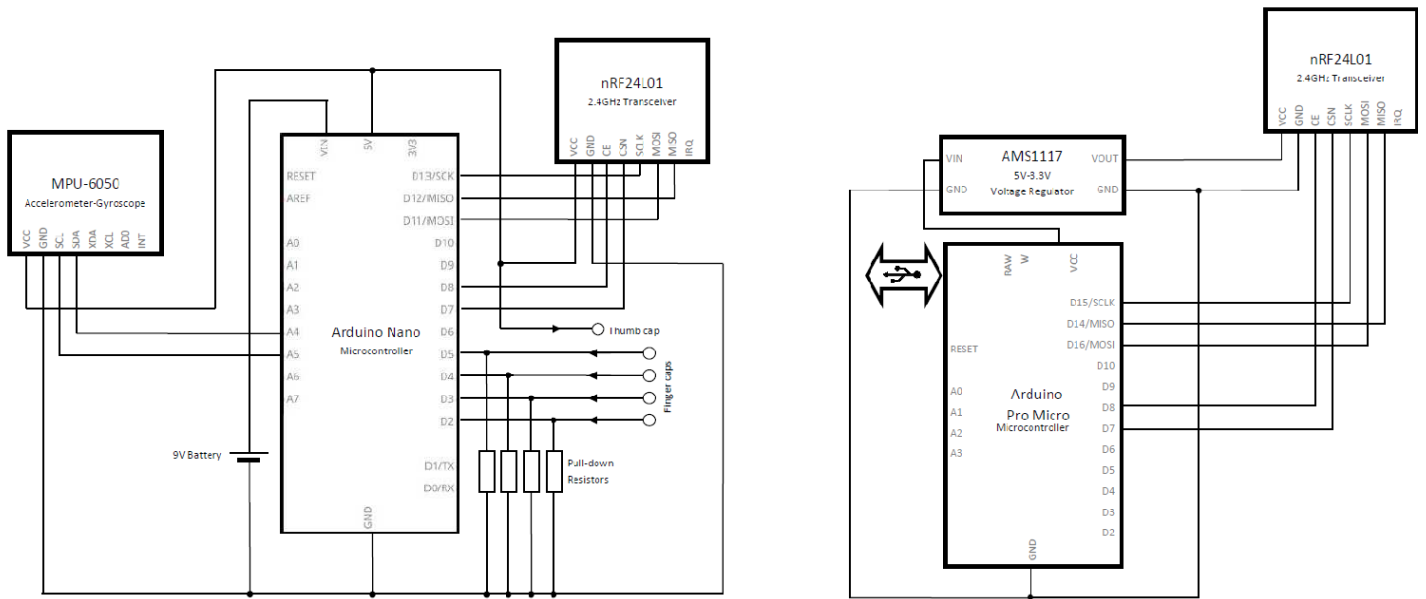 nRF24L01
2.4GHz Transceiver
VCC
GND
CE
CSN
SCLK
MOSI
MISO
IRQ
MPU-6050
Accelerometer-Gyroscope
VCC
GND
SCL
SDA
XDA
XCL
AD0
INT
VIN
5V
3V3
RESET
AREF
A0
A1
A2
A3
A4
A5
A6
A7
Arduino Nano
Microcontroller
D13/SCK
D12/MISO
D11/MOSI
D10
D9
D8
D7
D6
D5
D4
D3
D2
D1/TX
D0/RX
GND
Thumb cap
Finger caps
9V Battery
Pull-down
Resistors
nRF24L01
2.4GHz Transceiver
VCC
GND
CE
CSN
SCLK
MOSI
MISO
IRQ
AMS1117
5V-3.3V
Voltage Regulator
VIN
GND
VOUT
GND
RAW
W
VCC
RESET
A0
A1
A2
A3
Arduino
Pro Micro
Microcontroller
D15/SCLK
D14/MISO
D16/MOSI
D10
D9
D8
D7
D6
D5
D4
D3
D2
GND